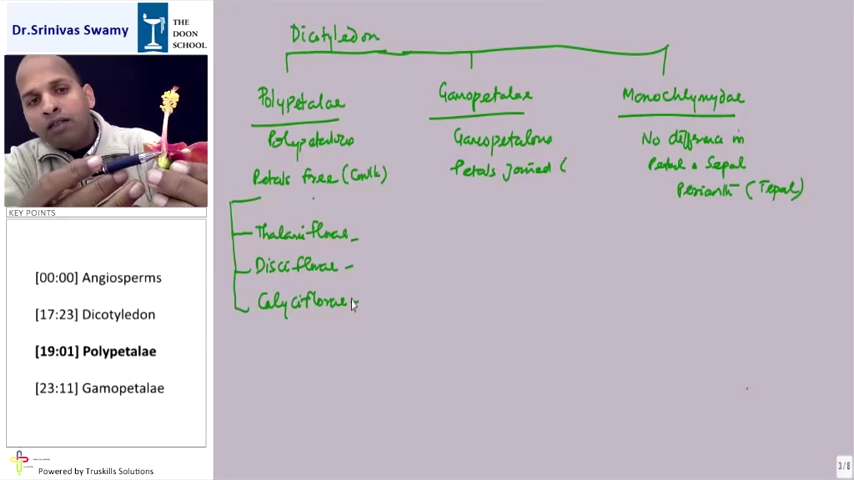 Dr.Srinivas Swamy
THE
DOON
SCHOOL
KEY POINTS
[00:00] Angiosperms
[17:23] Dicotyledon
[19:01] Polypetalae
[23:11] Gamopetalae
Powered by Truskills Solutions
Dicotyledon
Polypetalae
Polypetalous
Petals free (
Thalamiflorae -
Disciflorae -
Calyciflorae -
Gamopetalae
Gamopetalous
Petals Joined (
Monochlymydae
No difference in
Petal & Sepal
Perianth (Tepal)
3/8